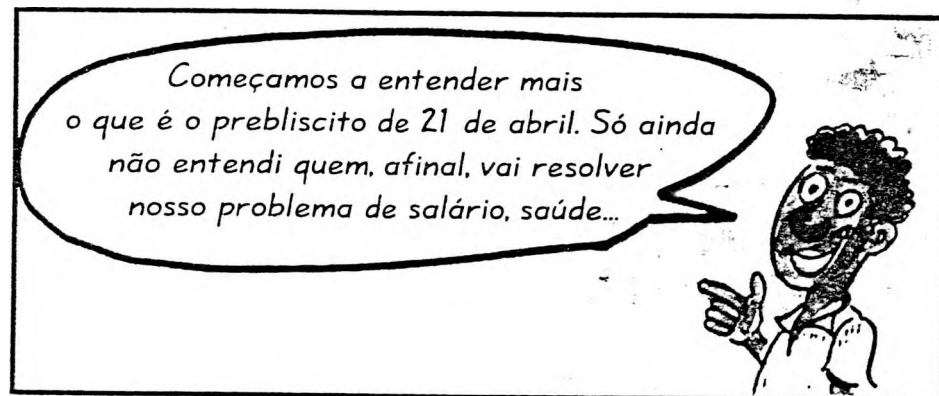 Começamos a entender mais
o que é o prebliscito de 21 de abril. Só ainda
não entendi quem, afinal, vai resolver
nosso problema de salário, saúde...